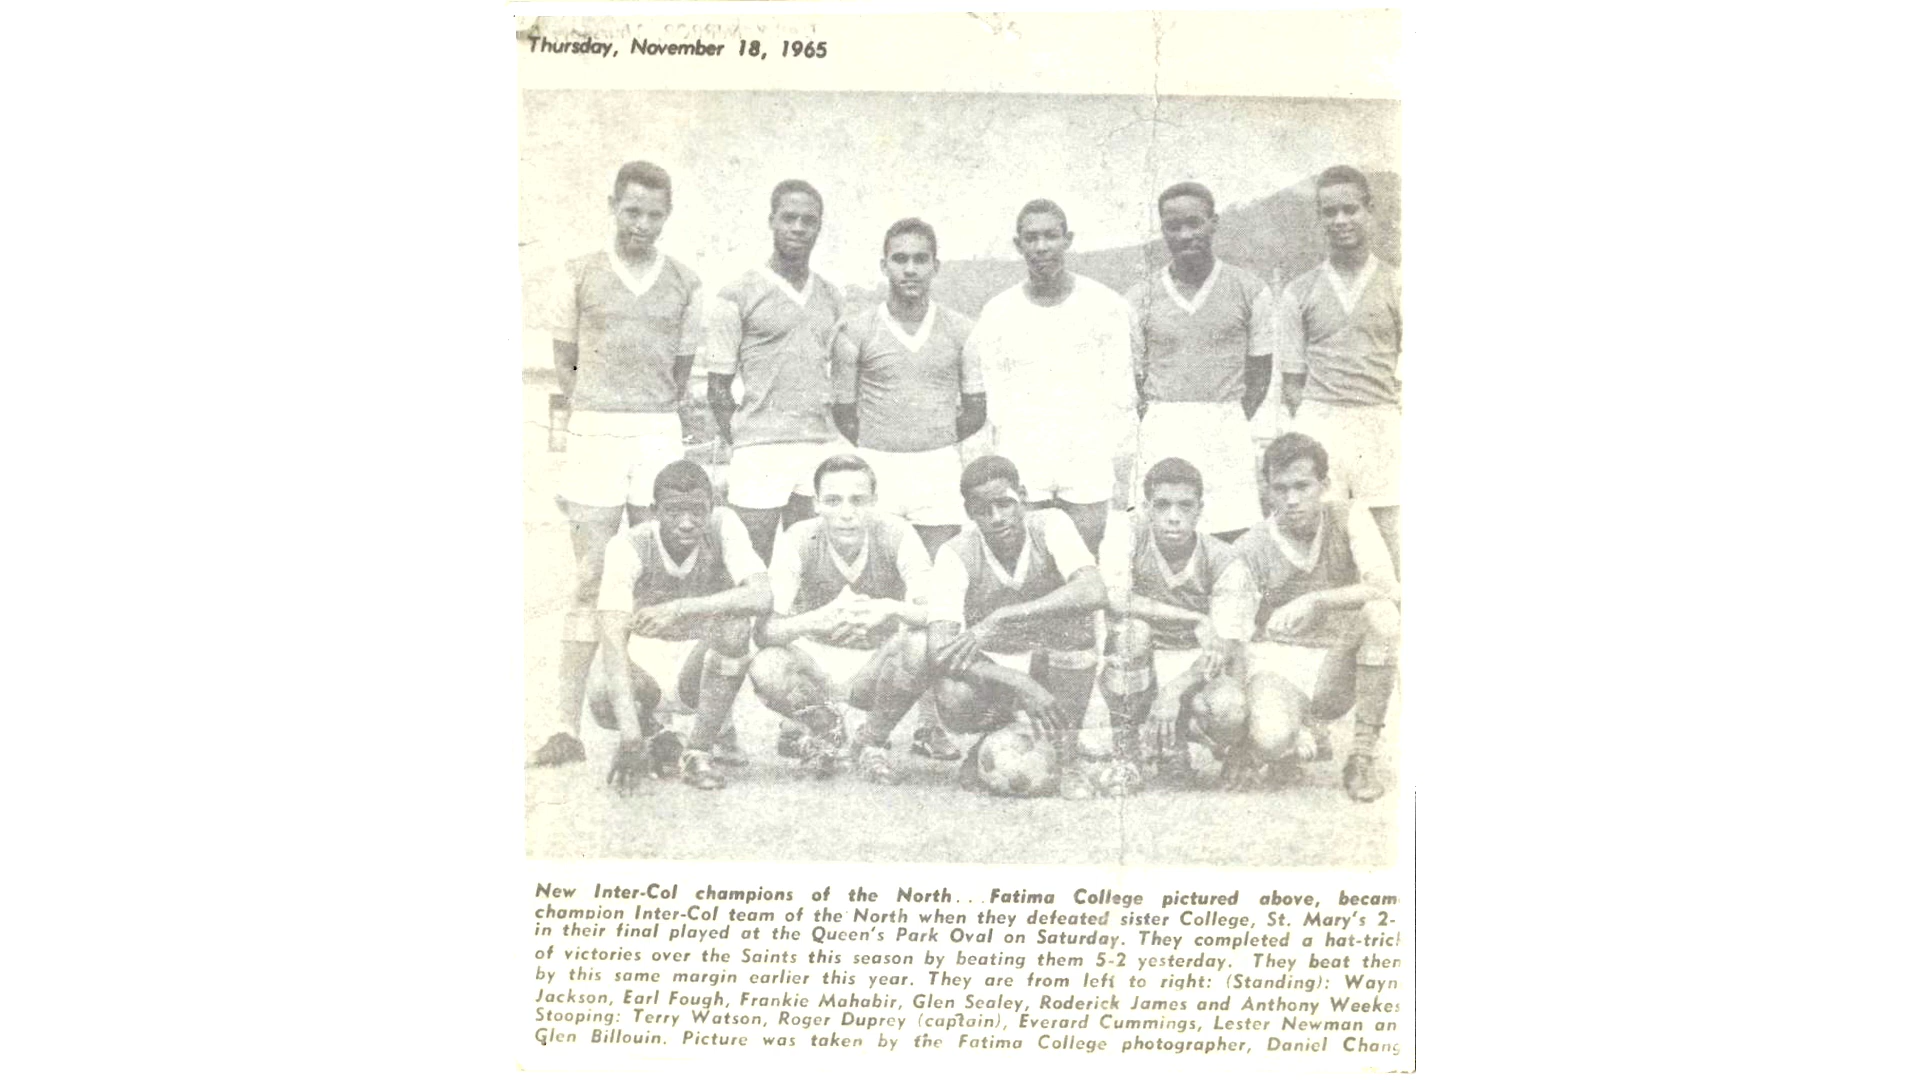 Thursday, November 18, 1965
New Inter-Col champions of the North... Fatima College pictured above, becam
champion Inter-Col team of the North when they defeated sister College, St. Mary's 2-
in their final played at the Queen's Park Oval on Saturday. They completed a hat-tric
of victories over the Saints this season by beating them 5-2 yesterday. They beat the
by this same margin earlier this year. They are from left to right: (Standing): Wayn
Jackson, Earl Fough, Frankie Mahabir, Glen Sealey, Roderick James and Anthony Weekes
Stooping: Terry Watson, Roger Duprey (captain), Everard Cummings, Lester Newman an
Glen Billouin. Picture was taken by the Fatima College photographer, Daniel Chang